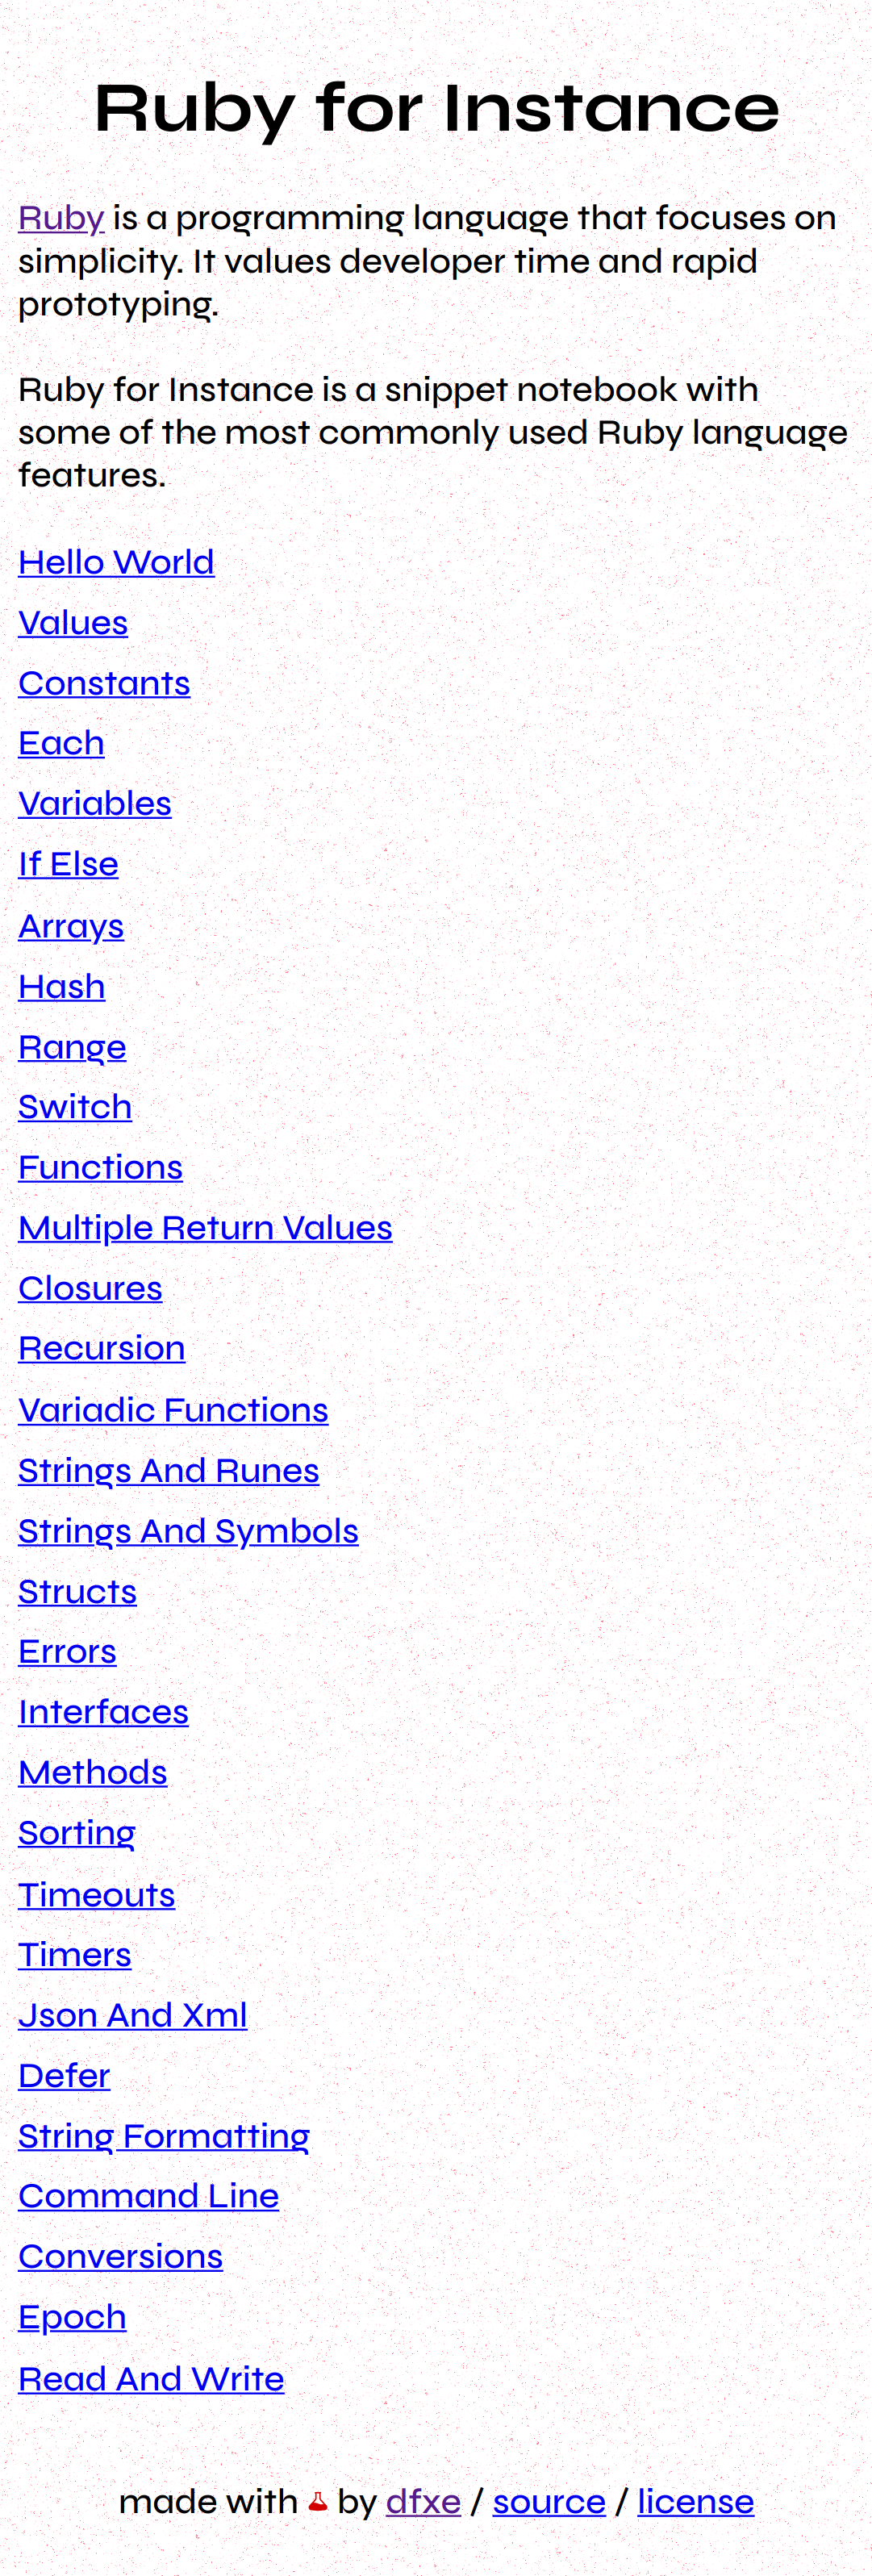 Ruby for Instance
Ruby is a programming language that focuses on
simplicity. It values developer time and rapid
prototyping.
Ruby for Instance is a snippet notebook with
some of the most commonly used Ruby language
features.
Hello World
Values
Constants
Each
Variables
If Else
Arrays
Hash
Range
Switch
Functions
Multiple Return Values
Closures
Recursion
Variadic Functions
Strings And Runes
Strings And Symbols
Structs
Errors
Interfaces
Methods
Sorting
Timeouts
Timers
Json And Xml
Defer
String Formatting
Command Line
Conversions
Epoch
Read And Write
made with by dfxe / source / license